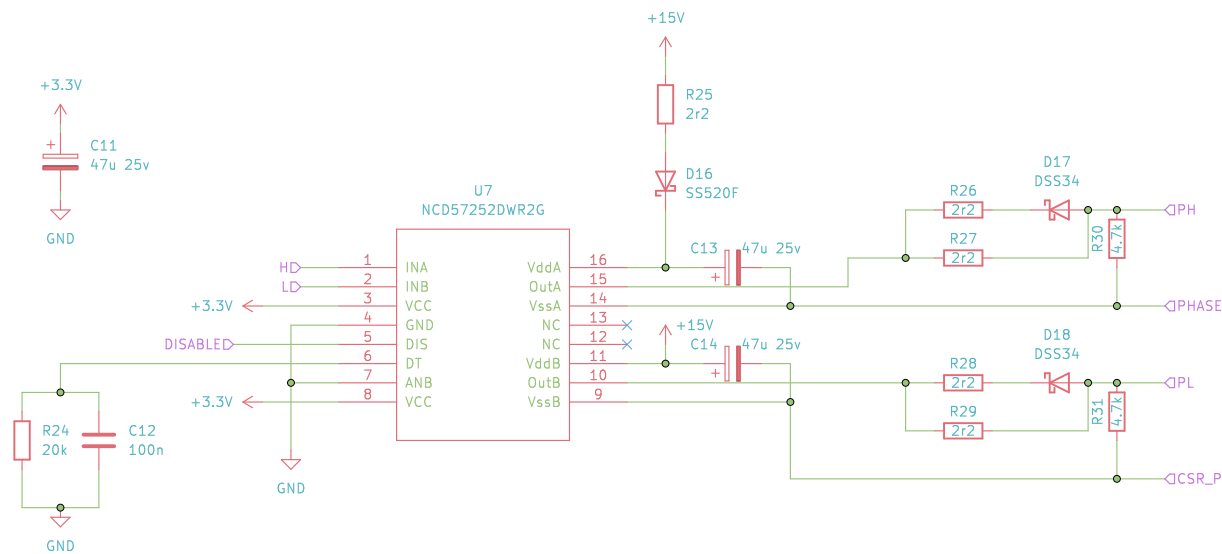 +15V
+3.3V
R25
2r2
+
C11
47u 25v
GND
D16
SS520F
D17
DSS34
U7
NCD57252DWR2G
R26
2r2
PH
R27
2r2
R30
4.7k
C13
47u 25v
+
H
1
INA
VddA
16
L
2
INB
OutA
15
+3.3V
3
VCC
VssA
14
PHASE
4
GND
NC
13
+15V
DISABLE
5
DIS
NC
12
C14
47u 25v
+
D18
DSS34
6
DT
VddB
11
R28
2r2
PL
7
ANB
OutB
10
+3.3V
8
VCC
VssB
9
R29
2r2
R31
4.7k
R24
20k
C12
100n
CSR_P
GND
GND